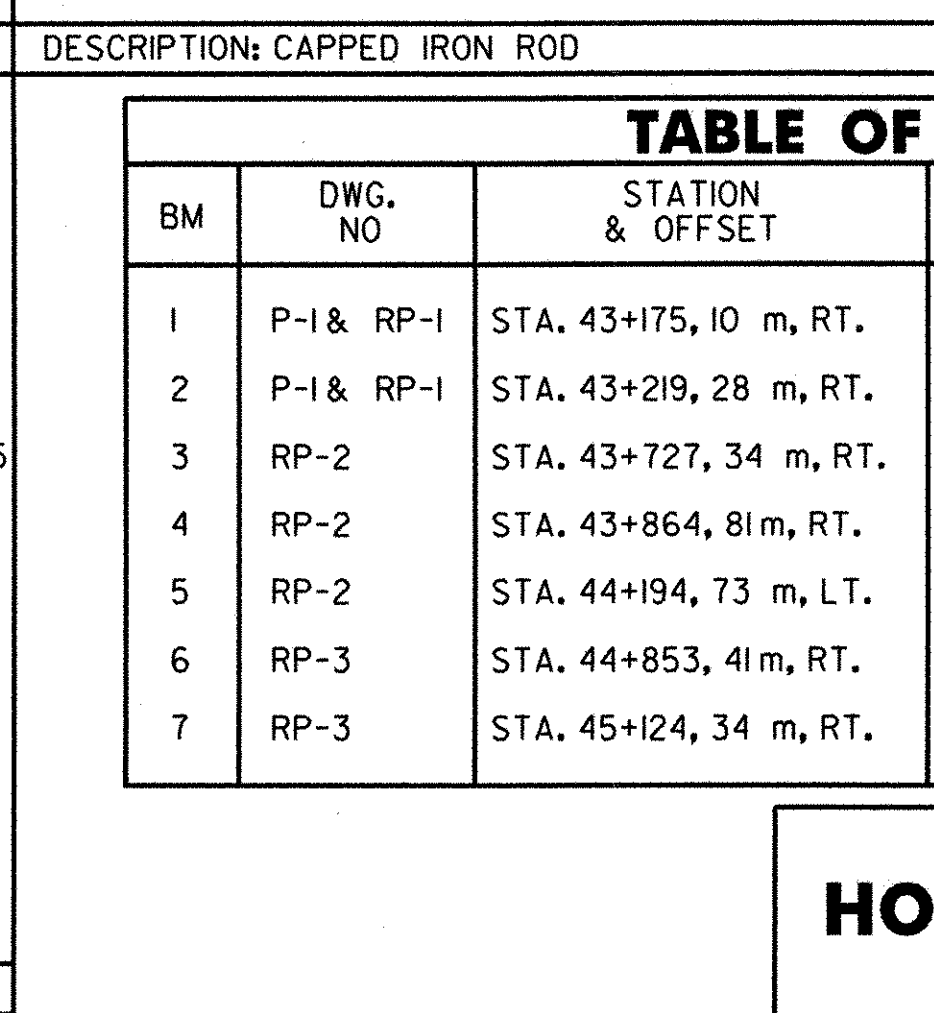 DESCRIPTION: CAPPED IRON ROD
TABLE OF
BM DWG. NO STATION & OFFSET
1 P-1 & RP-1 STA. 43+175, 10 m, RT.
2 P-1 & RP-1 STA. 43+219, 28 m, RT.
3 RP-2 STA. 43+727, 34 m, RT.
4 RP-2 STA. 43+864, 81 m, RT.
5 RP-2 STA. 44+194, 73 m, LT.
6 RP-3 STA. 44+853, 41 m, RT.
7 RP-3 STA. 45+124, 34 m, RT.
HO